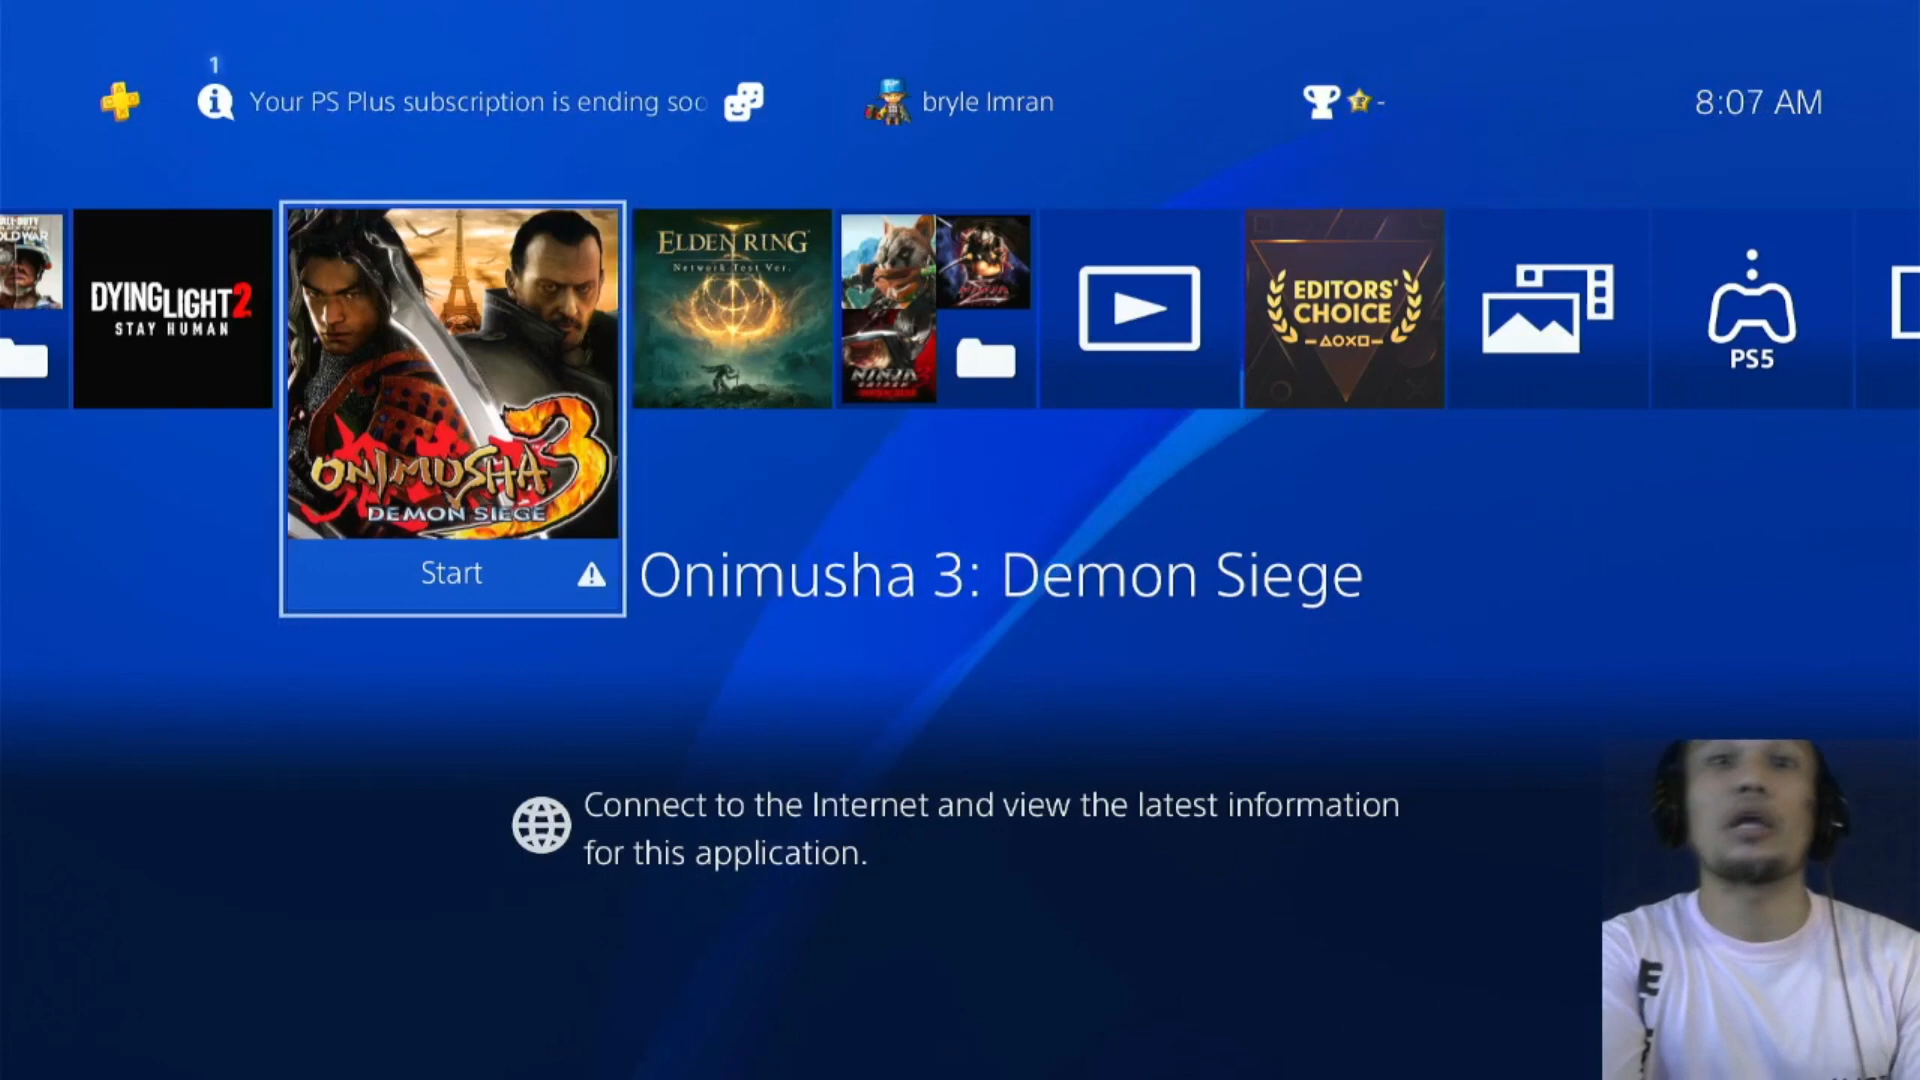 1
Your PS Plus subscription is ending soo
bryle Imran
8:07 AM
DYING LIGHT 2
STAY HUMAN
ONIMUSHA 3
DEMON SIEGE
ELDEN RING
Network Test Ver.
NINJA
EDITORS'
CHOICE
PS5
Start
Onimusha 3: Demon Siege
Connect to the Internet and view the latest information
for this application.